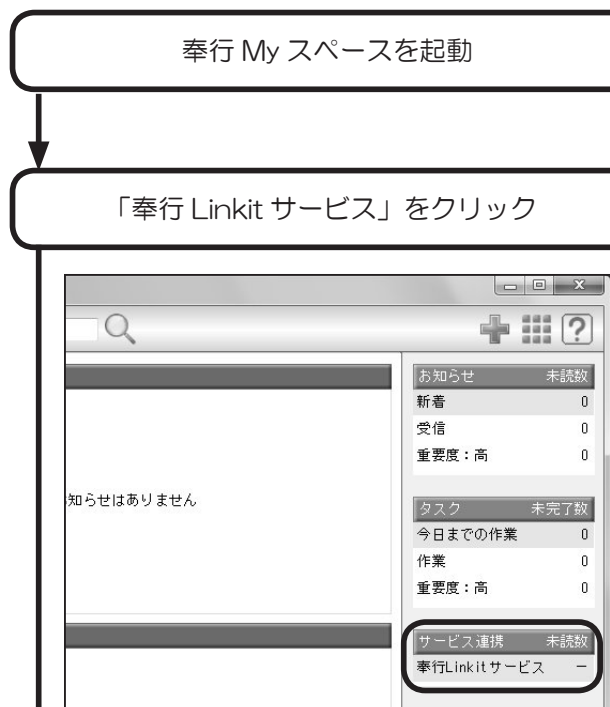 奉行 My スペースを起動
「奉行 Linkit サービス」をクリック
お知らせ 未読数
新着 0
受信 0
重要度：高 0
知らせはありません
タスク 未完了数
今日までの作業 0
作業 0
重要度：高 0
サービス連携 未読数
奉行Linkitサービス ー